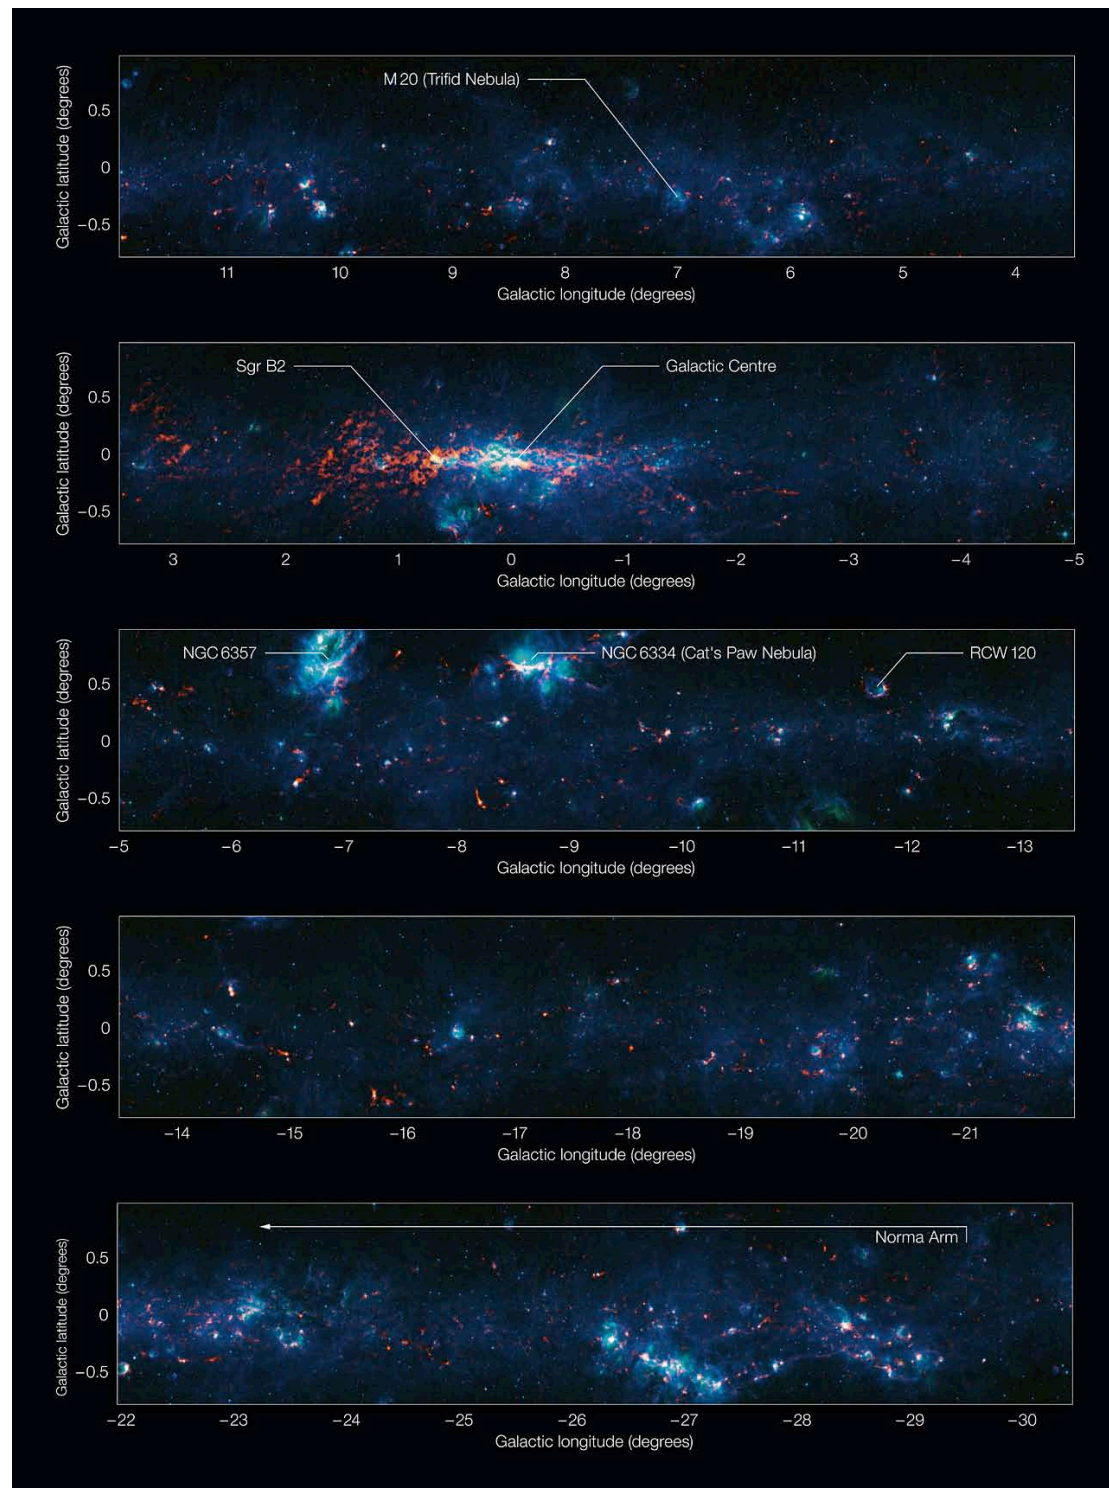 M 20 (Trifid Nebula)
Galactic latitude (degrees)
0.5
0
−0.5
11 10 9 8 7 6 5 4
Galactic longitude (degrees)
Sgr B2
Galactic Centre
Galactic latitude (degrees)
0.5
0
−0.5
3 2 1 0 −1 −2 −3 −4 −5
Galactic longitude (degrees)
NGC 6357
NGC 6334 (Cat's Paw Nebula)
RCW 120
Galactic latitude (degrees)
0.5
0
−0.5
−5 −6 −7 −8 −9 −10 −11 −12 −13
Galactic longitude (degrees)
Galactic latitude (degrees)
0.5
0
−0.5
−14 −15 −16 −17 −18 −19 −20 −21
Galactic longitude (degrees)
Norma Arm
Galactic latitude (degrees)
0.5
0
−0.5
−22 −23 −24 −25 −26 −27 −28 −29 −30
Galactic longitude (degrees)